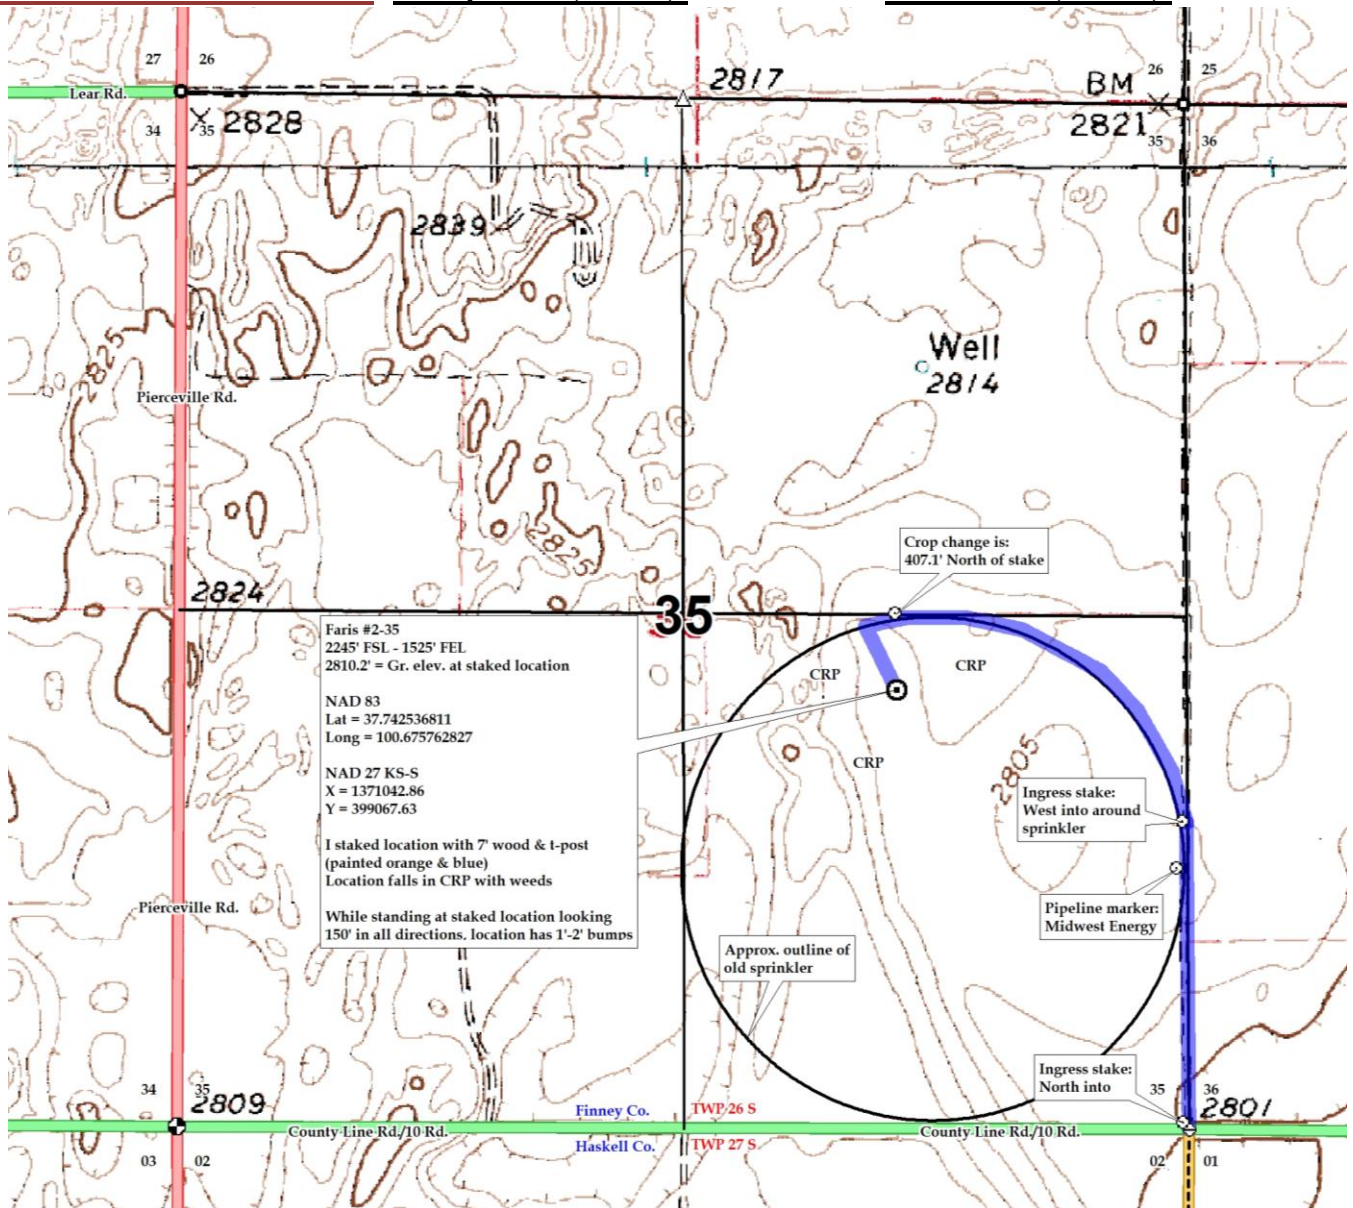 27
26
26
25
Lear Rd.
2817
BM
34
35
2828
2821
35
36
2839
Well
2814
2825
Pierceville Rd.
2825
Crop change is:
407.1' North of stake
2824
35
Faris #2-35
2245' FSL - 1525' FEL
2810.2' = Gr. elev. at staked location
NAD 83
Lat = 37.742536811
Long = 100.675762827
NAD 27 KS-S
X = 1371042.86
Y = 399067.63
I staked location with 7' wood & t-post
(painted orange & blue)
Location falls in CRP with weeds
While standing at staked location looking
150' in all directions, location has 1'-2' bumps
CRP
CRP
CRP
2805
Ingress stake:
West into around
sprinkler
Pierceville Rd.
Pipeline marker:
Midwest Energy
Approx. outline of
old sprinkler
Ingress stake:
North into
34
35
2809
35
36
2801
Finney Co.
TWP 26 S
County Line Rd./10 Rd.
County Line Rd./10 Rd.
Haskell Co.
TWP 27 S
03
02
02
01